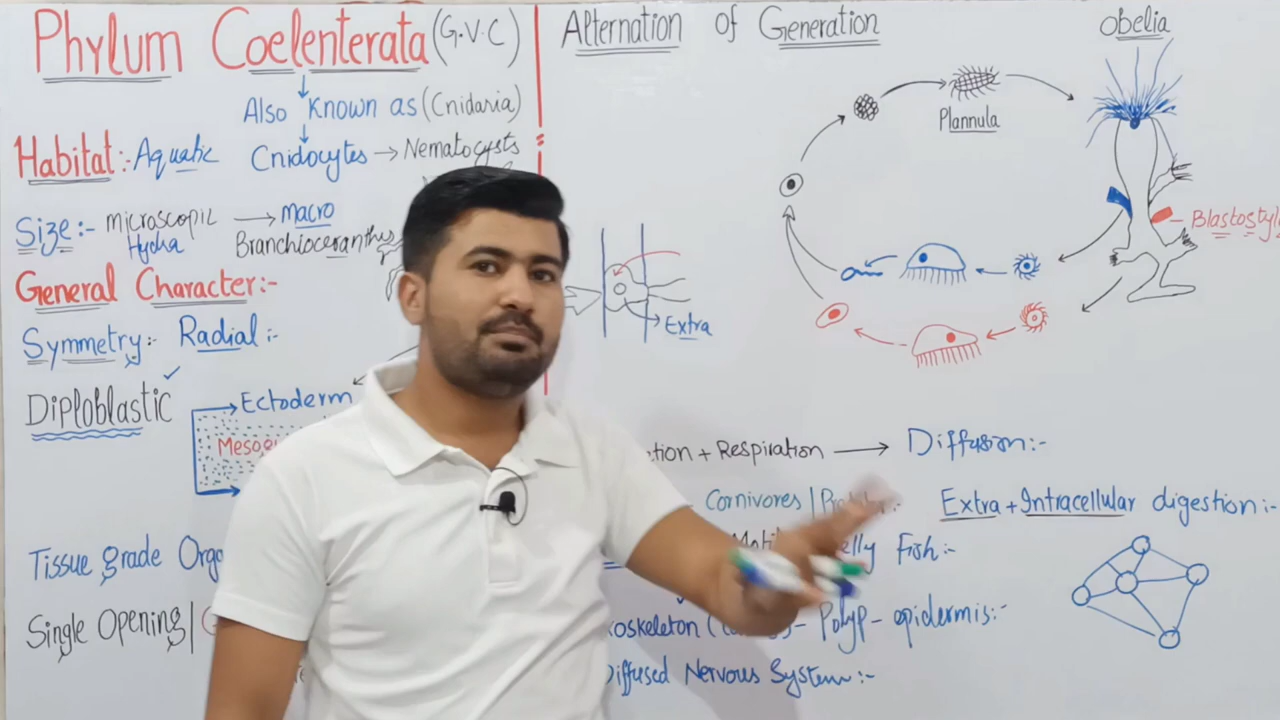 Phylum Coelenterata (G.V.C)
Also Known as (Cnidaria)
Habitat:- Aquatic
Cnidocytes → Nematocysts
Size:- Microscopic → Macro
Hydra
Branchioceranthus
General Character:-
Symmetry:- Radial:-
Diploblastic ✓
Ectoderm
Tissue grade
Single Opening |
Alternation of Generation
Obelia
Plannula
Blastostyl
Extra
+ Respiration → Diffusion:-
Cornivores |
Extra + Intracellular digestion:-
Fish:-
Polyp - epidermis:-
Diffused Nervous System:-